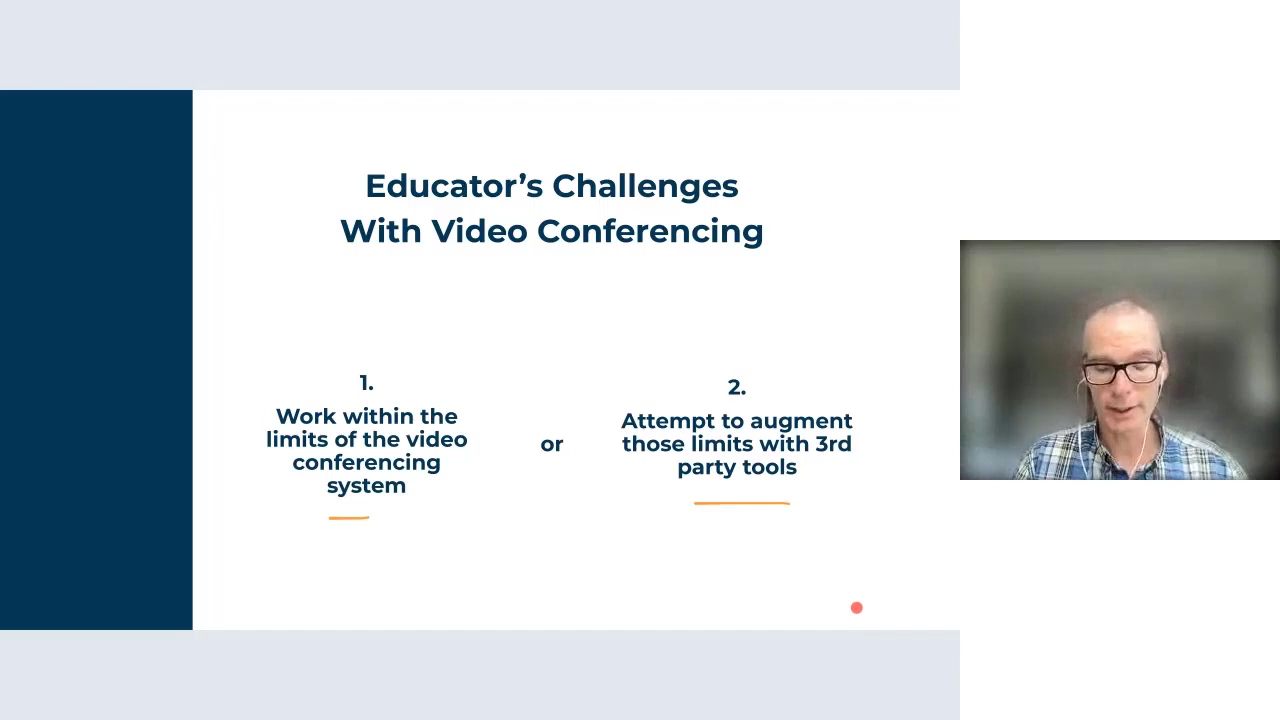 Educator’s Challenges
With Video Conferencing
1.
Work within the
limits of the video
conferencing
system
or
2.
Attempt to augment
those limits with 3rd
party tools